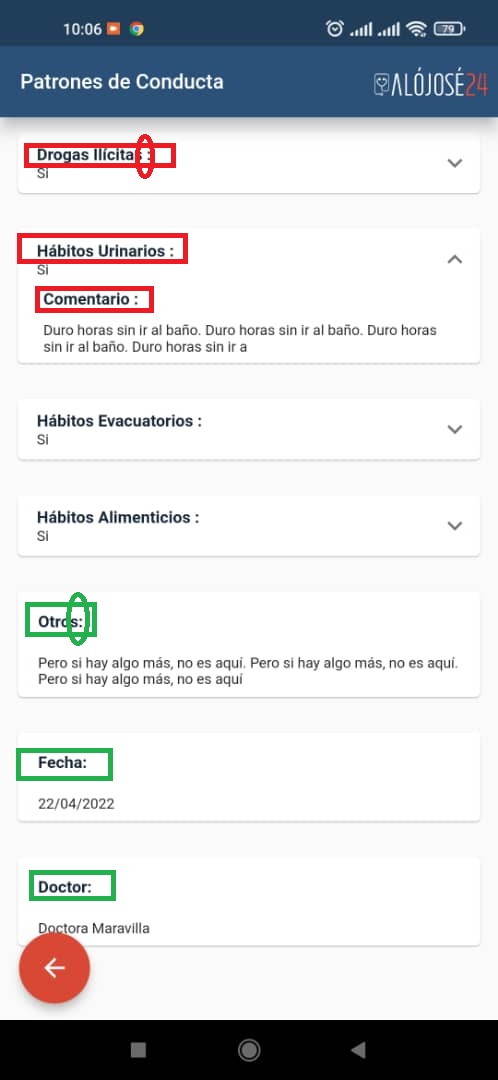 10:06
79
Patrones de Conducta
ALÓJOSÉ24
Drogas Ilícitas :
Si
Hábitos Urinarios :
Si
Comentario :
Duro horas sin ir al baño. Duro horas sin ir al baño. Duro horas
sin ir al baño. Duro horas sin ir a
Hábitos Evacuatorios :
Si
Hábitos Alimenticios :
Si
Otros:
Pero si hay algo más, no es aquí. Pero si hay algo más, no es aquí.
Pero si hay algo más, no es aquí
Fecha:
22/04/2022
Doctor:
Doctora Maravilla